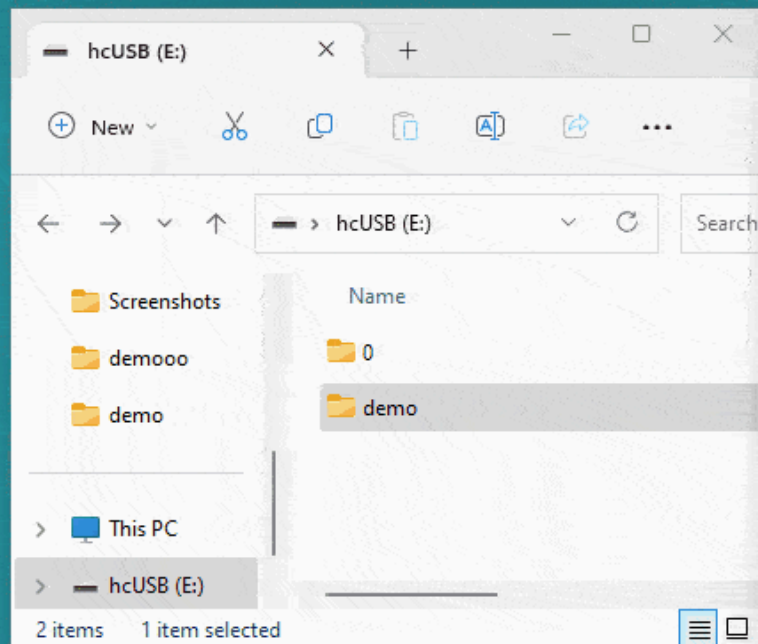 hcUSB (E:)
New
hcUSB (E:)
Search
Screenshots
demooo
demo
This PC
hcUSB (E:)
Name
0
demo
2 items 1 item selected